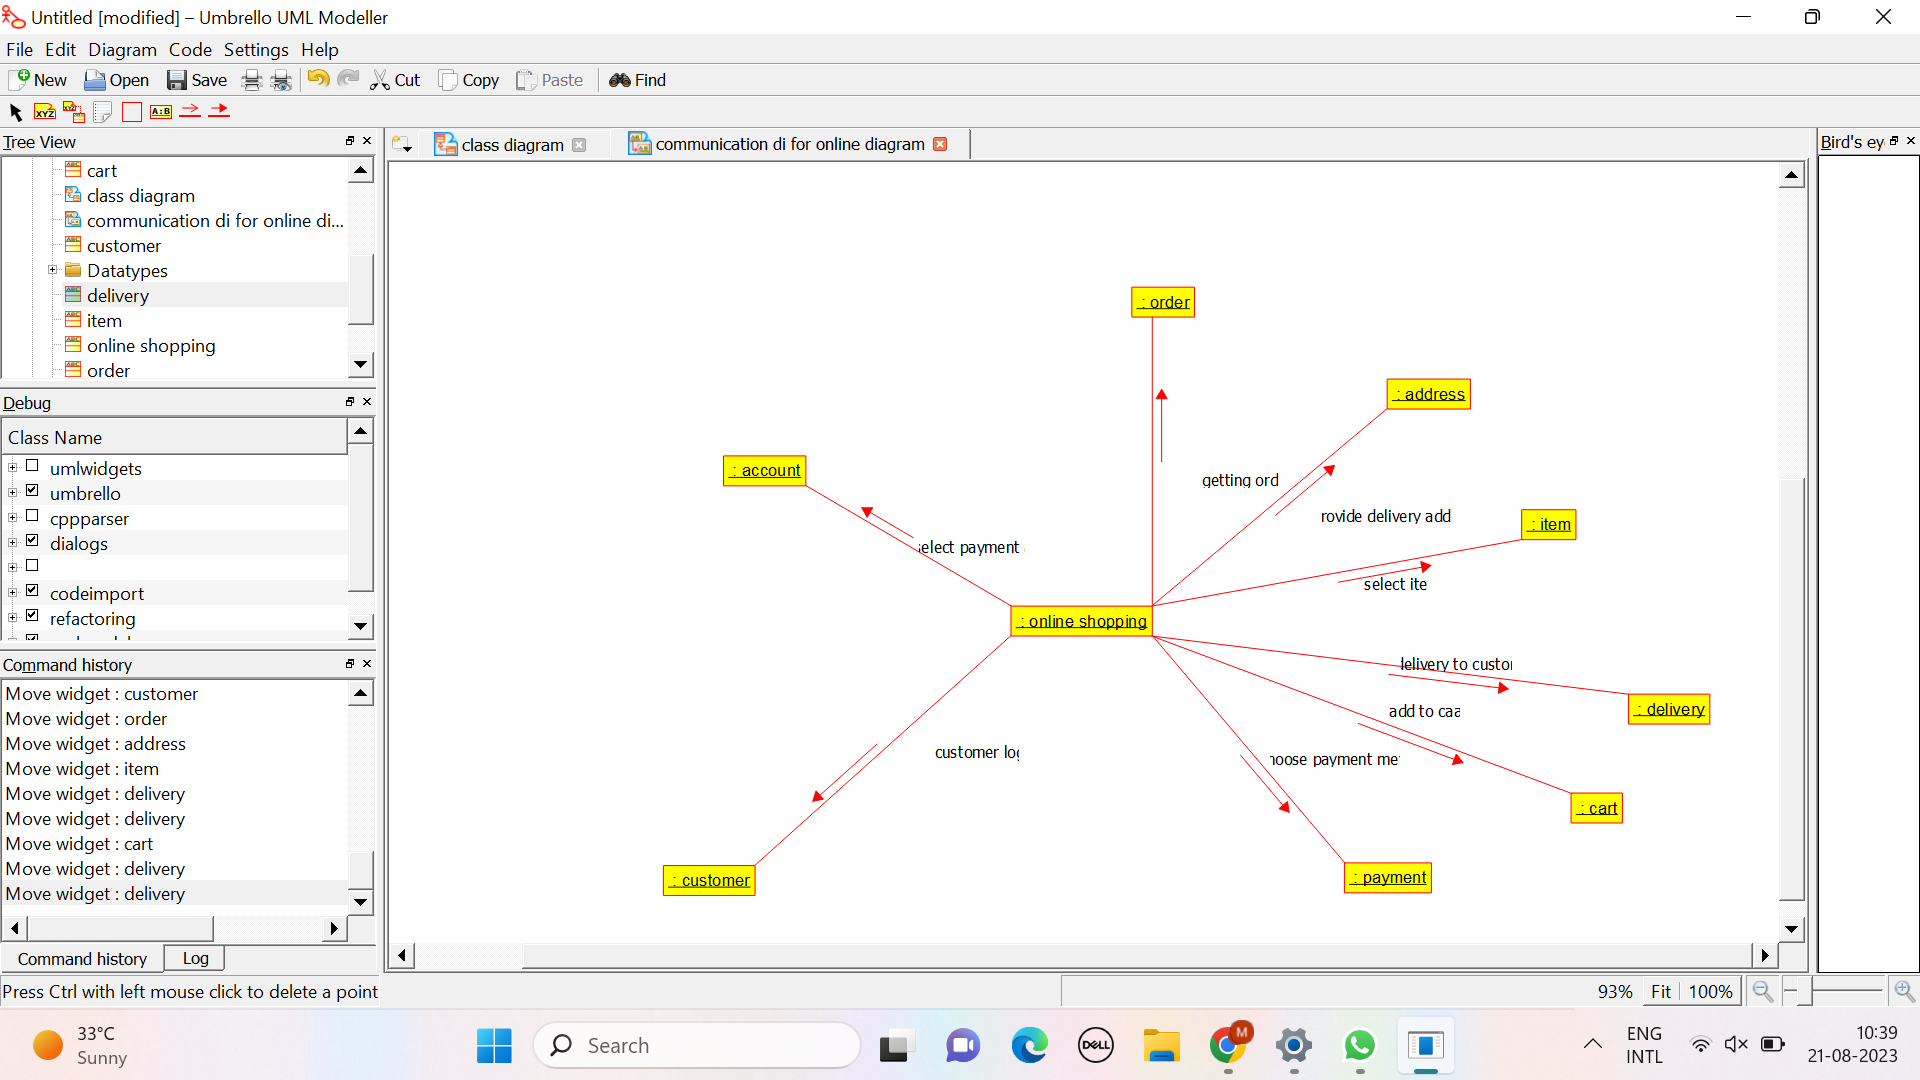 Untitled [modified] – Umbrello UML Modeller
File Edit Diagram Code Settings Help
New Open Save Cut Copy Paste Find
XYZ XYZ A:B
Tree View
class diagram
communication di for online diagram
Bird's ey
cart
class diagram
communication di for online di...
customer
Datatypes
delivery
item
online shopping
order
Debug
Class Name
umlwidgets
umbrello
cppparser
dialogs
codeimport
refactoring
Command history
Move widget : customer
Move widget : order
Move widget : address
Move widget : item
Move widget : delivery
Move widget : delivery
Move widget : cart
Move widget : delivery
Move widget : delivery
Command history Log
: order
: address
: account
getting ord
rovide delivery add
: item
elect payment
select ite
: online shopping
lelivery to custo
: delivery
add to caa
customer log
hoose payment me
: cart
: payment
: customer
Press Ctrl with left mouse click to delete a point
93% Fit 100%
33°C
Sunny
Search
DELL
M
ENG
INTL
10:39
21-08-2023